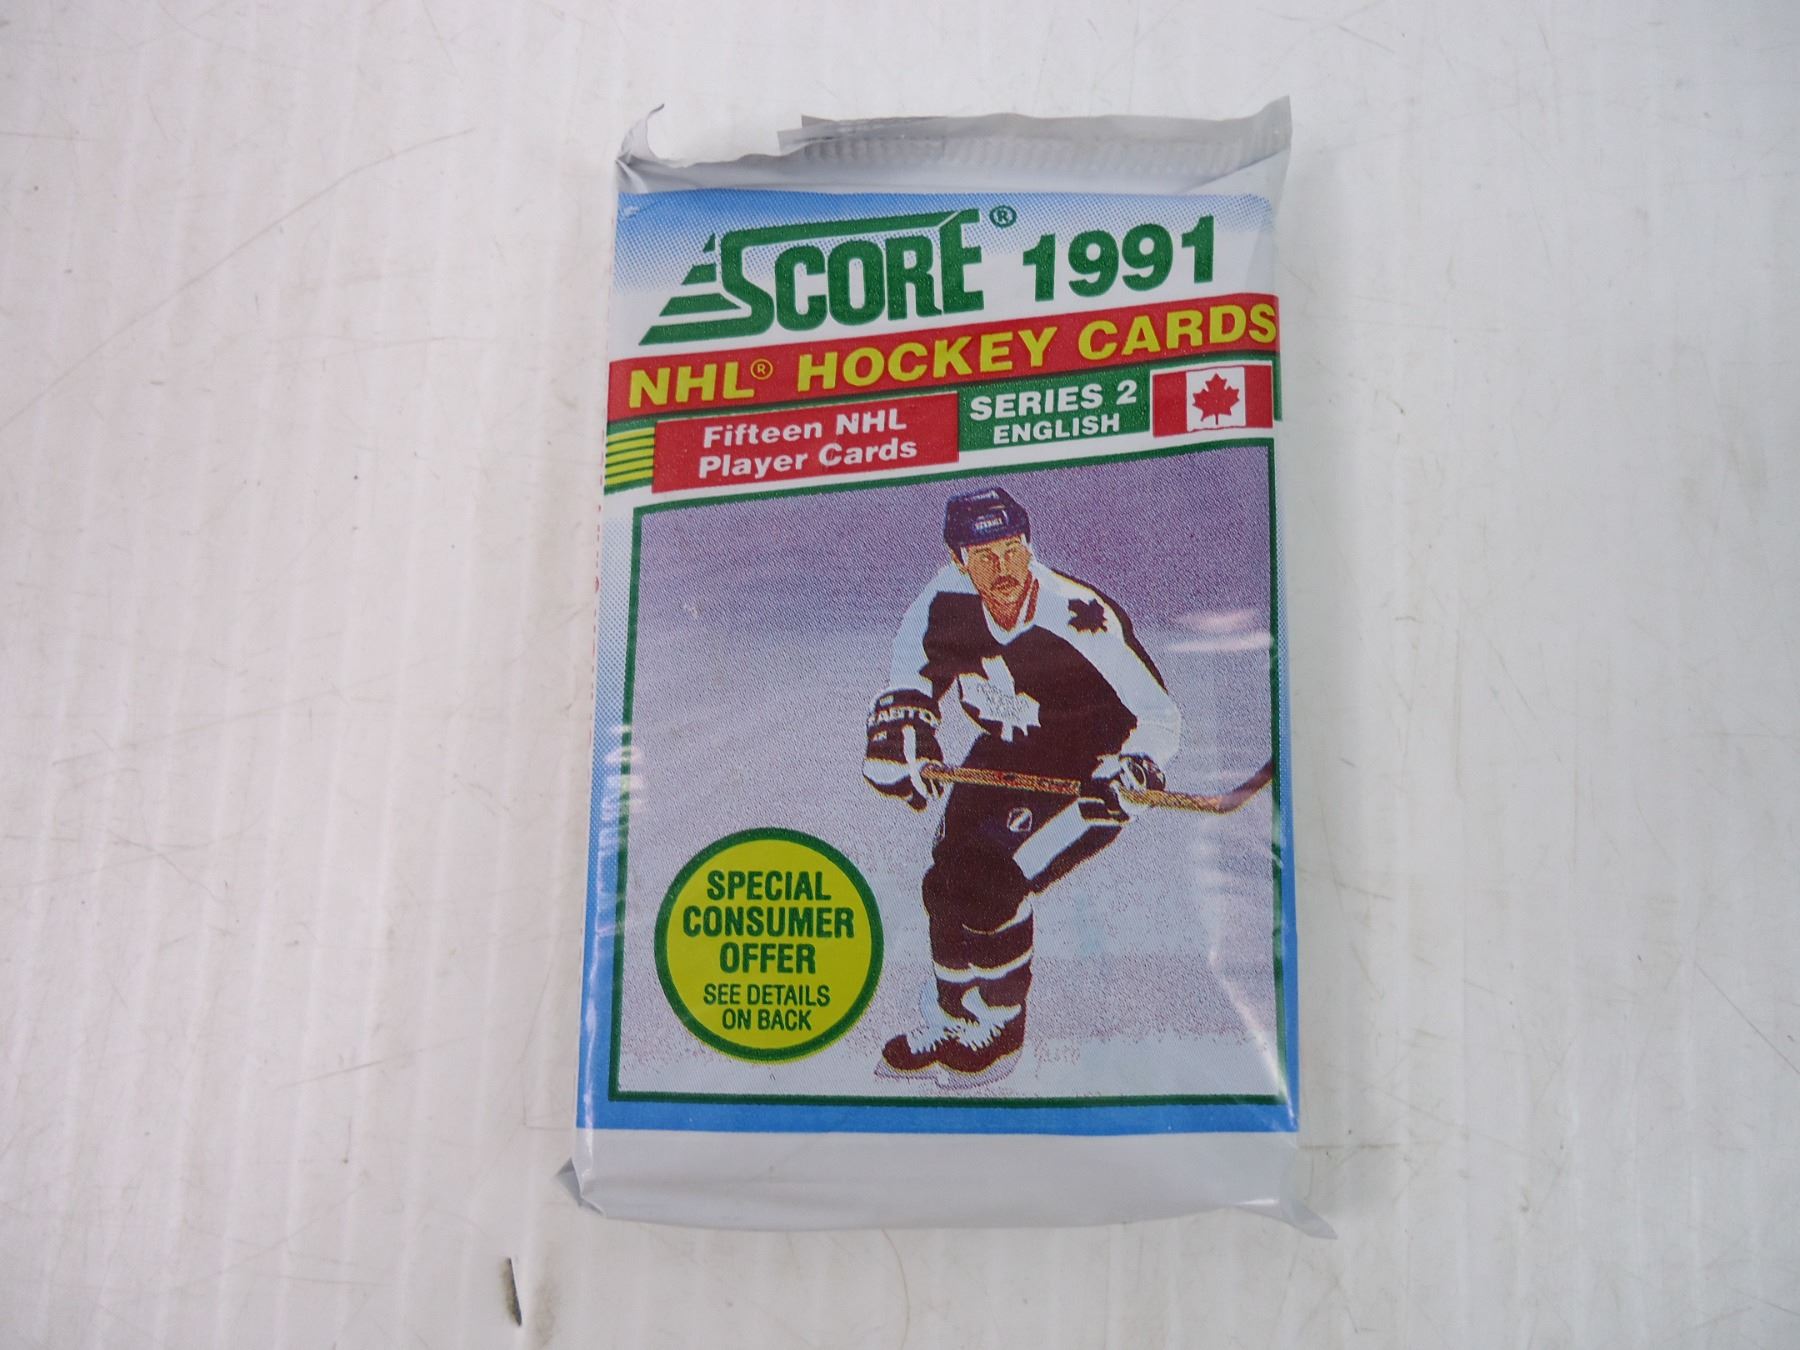 SCORE® 1991
NHL® HOCKEY CARDS
Fifteen NHL
Player Cards
SERIES 2
ENGLISH
SPECIAL
CONSUMER
OFFER
SEE DETAILS
ON BACK